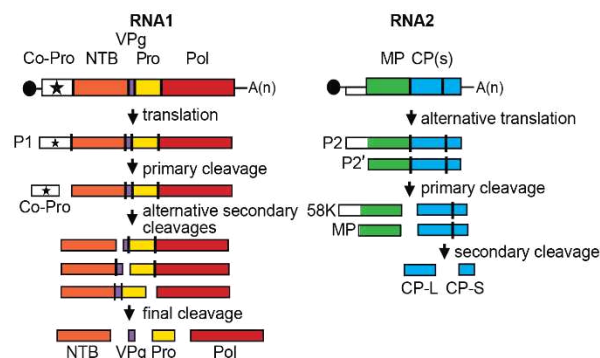 RNA1
VPg
Co-Pro NTB Pro Pol
A(n)
translation
P1
primary cleavage
Co-Pro
alternative secondary
cleavages
final cleavage
NTB VPg Pro Pol
RNA2
MP CP(s)
A(n)
alternative translation
P2
P2'
primary cleavage
58K
MP
secondary cleavage
CP-L CP-S